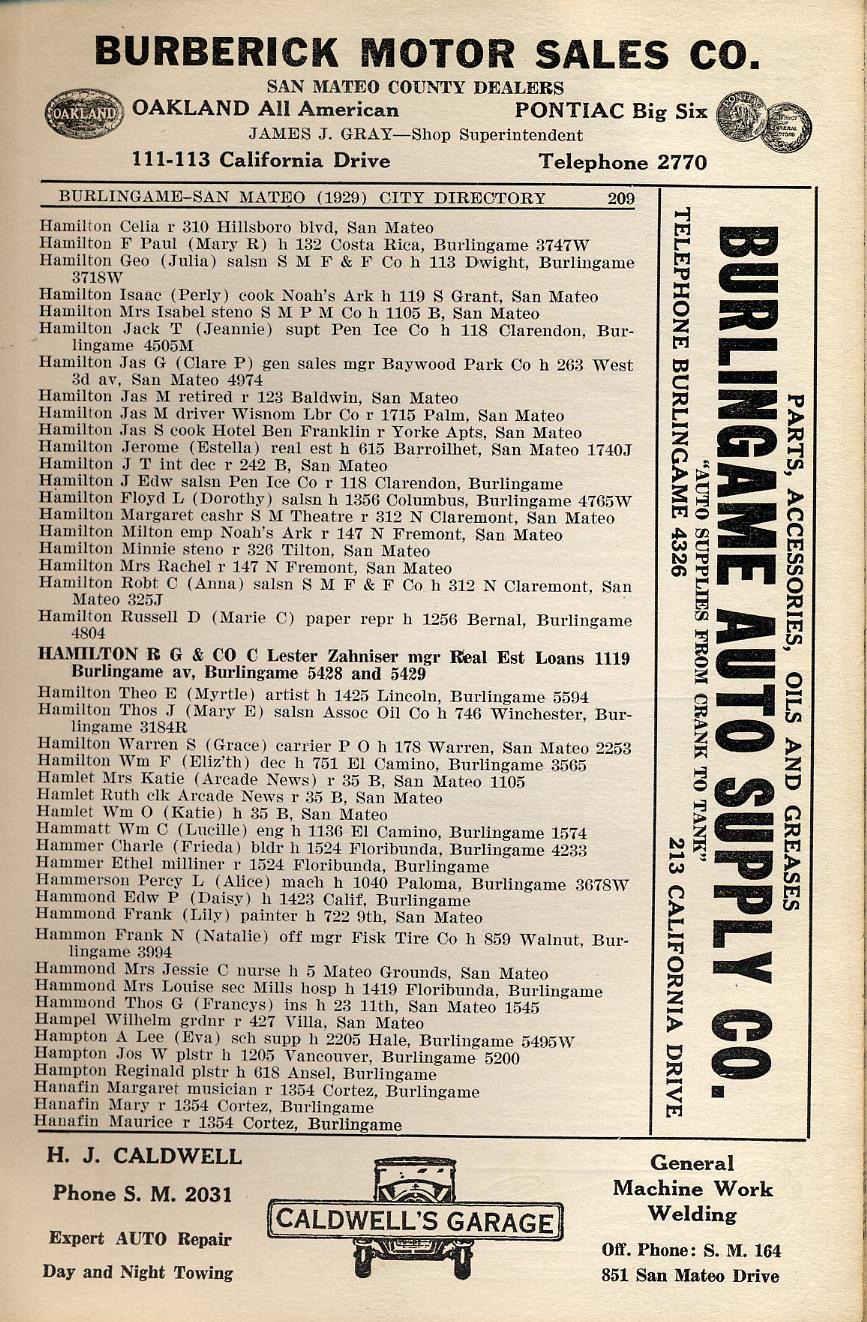 BURBERICK MOTOR SALES CO.
SAN MATEO COUNTY DEALERS
OAKLAND
OAKLAND All American PONTIAC Big Six
PONTIAC
JAMES J. GRAY—Shop Superintendent
111-113 California Drive Telephone 2770
BURLINGAME-SAN MATEO (1929) CITY DIRECTORY 209
Hamilton Celia r 310 Hillsboro blvd, San Mateo
Hamilton F Paul (Mary R) h 132 Costa Rica, Burlingame 3747W
Hamilton Geo (Julia) salsn S M F & F Co h 113 Dwight, Burlingame
3718W
Hamilton Isaac (Perly) cook Noah's Ark h 119 S Grant, San Mateo
Hamilton Mrs Isabel steno S M P M Co h 1105 B, San Mateo
Hamilton Jack T (Jeannie) supt Pen Ice Co h 118 Clarendon, Bur-
lingame 4505M
Hamilton Jas G (Clare P) gen sales mgr Baywood Park Co h 263 West
3d av, San Mateo 4974
Hamilton Jas M retired r 123 Baldwin, San Mateo
Hamilton Jas M driver Wisnom Lbr Co r 1715 Palm, San Mateo
Hamilton Jas S cook Hotel Ben Franklin r Yorke Apts, San Mateo
Hamilton Jerome (Estella) real est h 615 Barroilhet, San Mateo 1740J
Hamilton J T int dec r 242 B, San Mateo
Hamilton J Edw salsn Pen Ice Co r 118 Clarendon, Burlingame
Hamilton Floyd L (Dorothy) salsn h 1356 Columbus, Burlingame 4765W
Hamilton Margaret cashr S M Theatre r 312 N Claremont, San Mateo
Hamilton Milton emp Noah's Ark r 147 N Fremont, San Mateo
Hamilton Minnie steno r 326 Tilton, San Mateo
Hamilton Mrs Rachel r 147 N Fremont, San Mateo
Hamilton Robt C (Anna) salsn S M F & F Co h 312 N Claremont, San
Mateo 325J
Hamilton Russell D (Marie C) paper repr h 1256 Bernal, Burlingame
4804
HAMILTON R G & CO C Lester Zahniser mgr Real Est Loans 1119
Burlingame av, Burlingame 5428 and 5429
Hamilton Theo E (Myrtle) artist h 1425 Lincoln, Burlingame 5594
Hamilton Thos J (Mary E) salsn Assoc Oil Co h 746 Winchester, Bur-
lingame 3184R
Hamilton Warren S (Grace) carrier P O h 178 Warren, San Mateo 2253
Hamilton Wm F (Eliz'th) dec h 751 El Camino, Burlingame 3565
Hamlet Mrs Katie (Arcade News) r 35 B, San Mateo 1105
Hamlet Ruth clk Arcade News r 35 B, San Mateo
Hamlet Wm O (Katie) h 35 B, San Mateo
Hammatt Wm C (Lucille) eng h 1136 El Camino, Burlingame 1574
Hammer Charle (Frieda) bldr h 1524 Floribunda, Burlingame 4233
Hammer Ethel milliner r 1524 Floribunda, Burlingame
Hammerson Percy L (Alice) mach h 1040 Paloma, Burlingame 3678W
Hammond Edw P (Daisy) h 1423 Calif, Burlingame
Hammond Frank (Lily) painter h 722 9th, San Mateo
Hammon Frank N (Natalie) off mgr Fisk Tire Co h 859 Walnut, Bur-
lingame 3994
Hammond Mrs Jessie C nurse h 5 Mateo Grounds, San Mateo
Hammond Mrs Louise sec Mills hosp h 1419 Floribunda, Burlingame
Hammond Thos G (Francys) ins h 23 11th, San Mateo 1545
Hampel Wilhelm grdnr r 427 Villa, San Mateo
Hampton A Lee (Eva) sch supp h 2205 Hale, Burlingame 5495W
Hampton Jos W plstr h 1205 Vancouver, Burlingame 5200
Hampton Reginald plstr h 618 Ansel, Burlingame
Hanafin Margaret musician r 1354 Cortez, Burlingame
Hanafin Mary r 1354 Cortez, Burlingame
Hanafin Maurice r 1354 Cortez, Burlingame
PARTS, ACCESSORIES, OILS AND GREASES
BURLINGAME AUTO SUPPLY CO.
"AUTO SUPPLIES FROM CRANK TO TANK"
TELEPHONE BURLINGAME 4326 213 CALIFORNIA DRIVE
H. J. CALDWELL
Phone S. M. 2031
Expert AUTO Repair
Day and Night Towing
CALDWELL'S GARAGE
General
Machine Work
Welding
Off. Phone: S. M. 164
851 San Mateo Drive